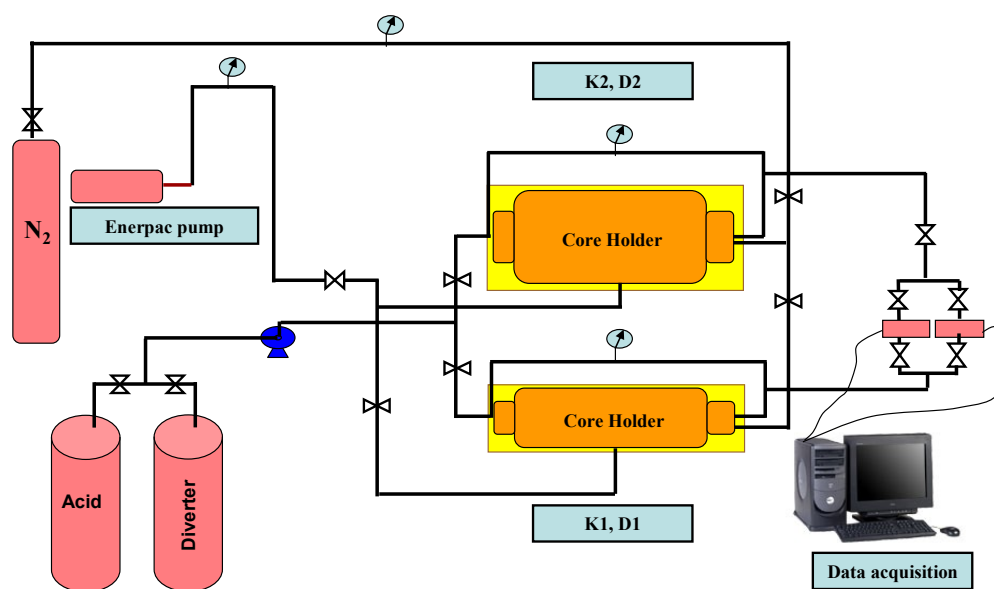 K2, D2
N2
Enerpac pump
Core Holder
Core Holder
Acid
Diverter
K1, D1
Data acquisition